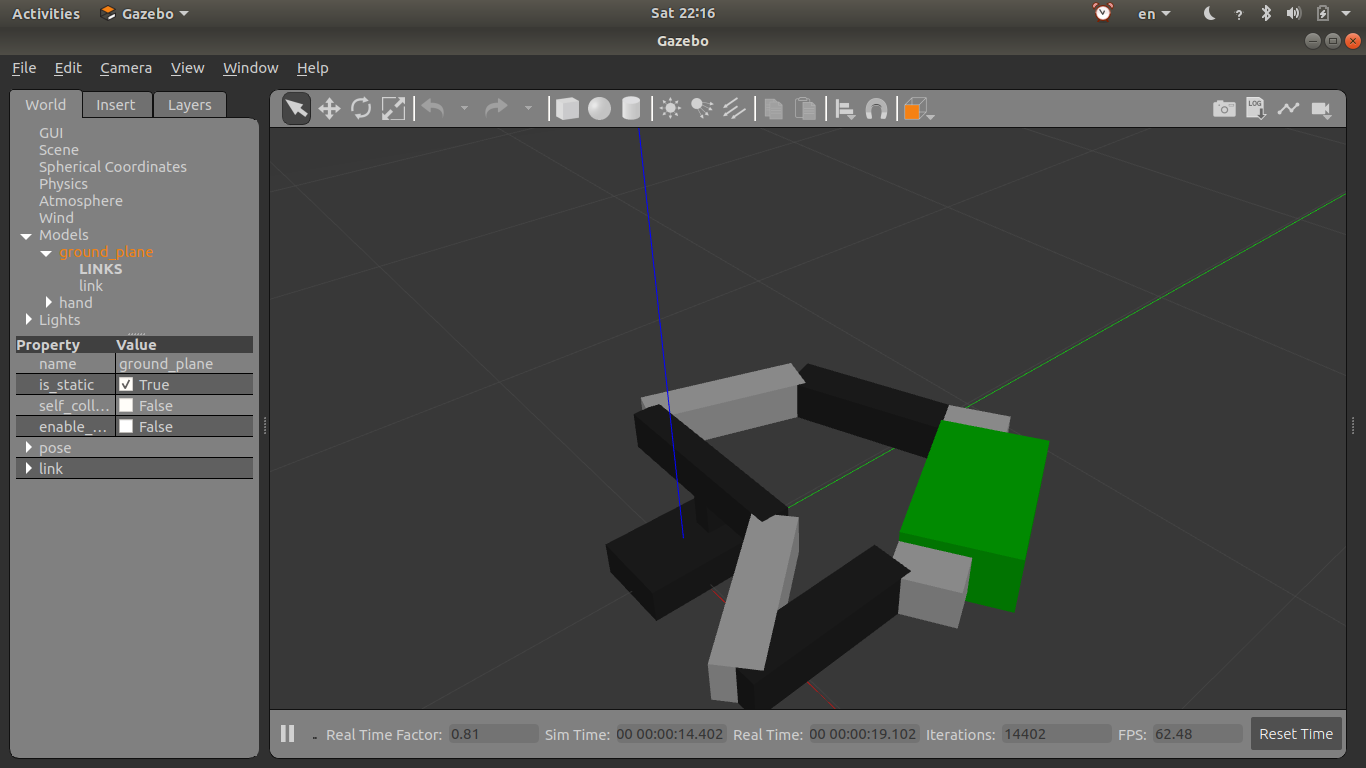 Activities Gazebo Sat 22:16 en
Gazebo
File Edit Camera View Window Help
World Insert Layers
LOG
GUI
Scene
Spherical Coordinates
Physics
Atmosphere
Wind
Models
ground_plane
LINKS
link
hand
Lights
Property Value
name ground_plane
is_static True
self_coll... False
enable_... False
pose
link
Real Time Factor: 0.81 Sim Time: 00 00:00:14.402 Real Time: 00 00:00:19.102 Iterations: 14402 FPS: 62.48 Reset Time